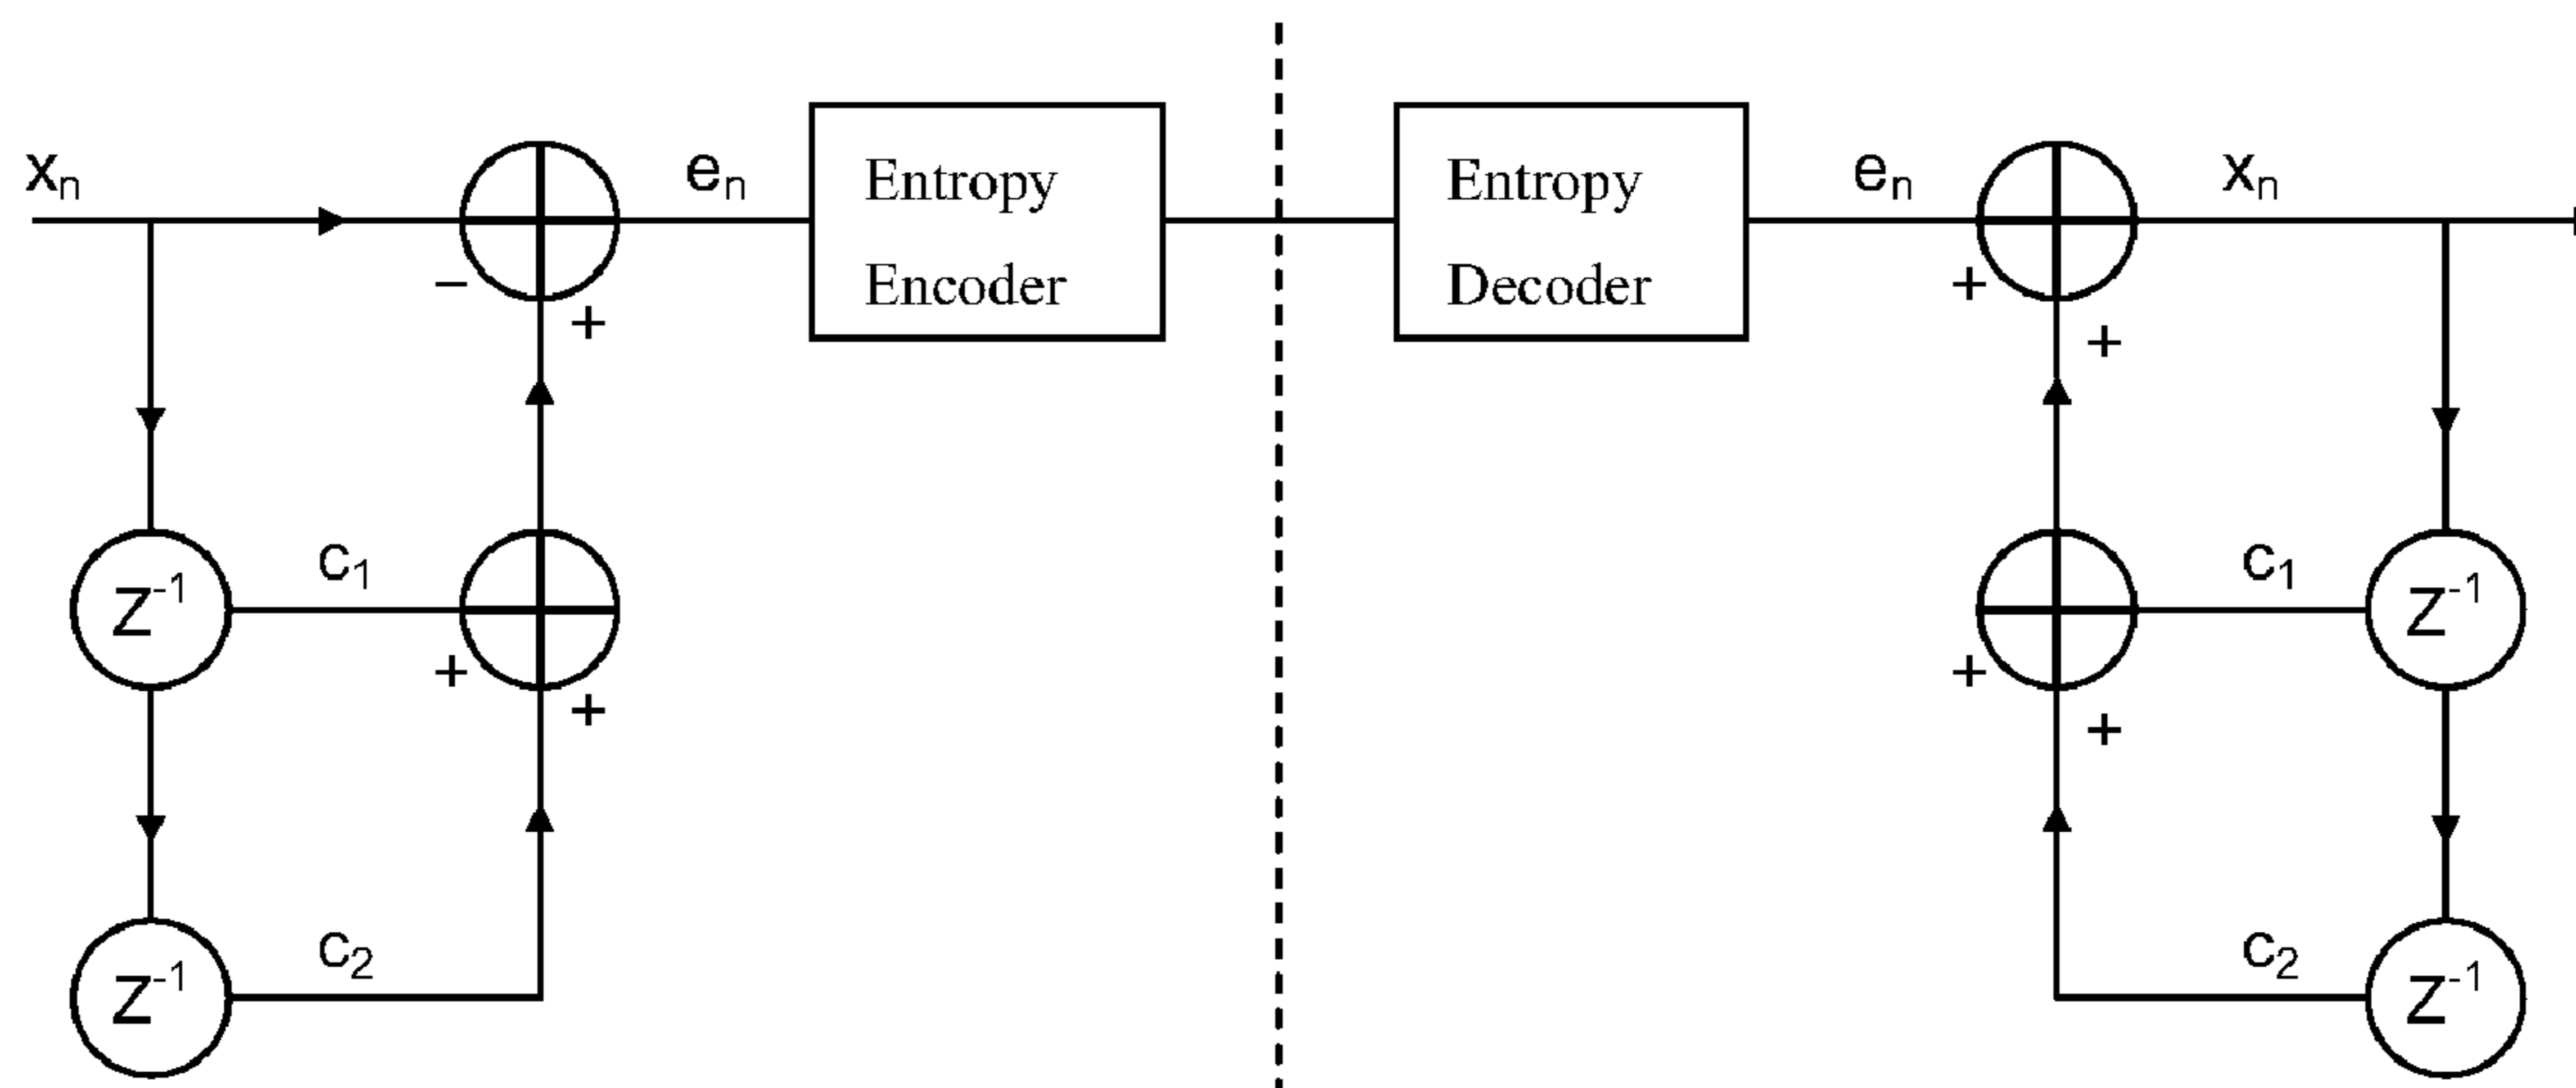 xₙ
eₙ
Entropy
Encoder
Entropy
Decoder
eₙ
xₙ
−
+
+
+
Z⁻¹
c₁
c₁
Z⁻¹
+
+
+
+
Z⁻¹
c₂
c₂
Z⁻¹